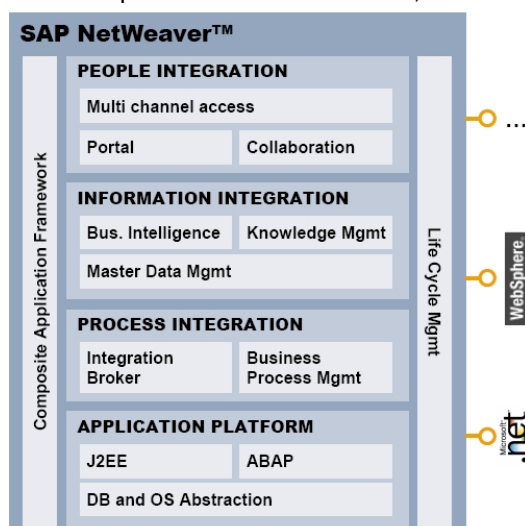 SAP NetWeaver™
PEOPLE INTEGRATION
Multi channel access
Portal
Collaboration
INFORMATION INTEGRATION
Bus. Intelligence
Knowledge Mgmt
Master Data Mgmt
PROCESS INTEGRATION
Integration
Broker
Business
Process Mgmt
APPLICATION PLATFORM
J2EE
ABAP
DB and OS Abstraction
Composite Application Framework
Life Cycle Mgmt
...
WebSphere.
Microsoft
.net